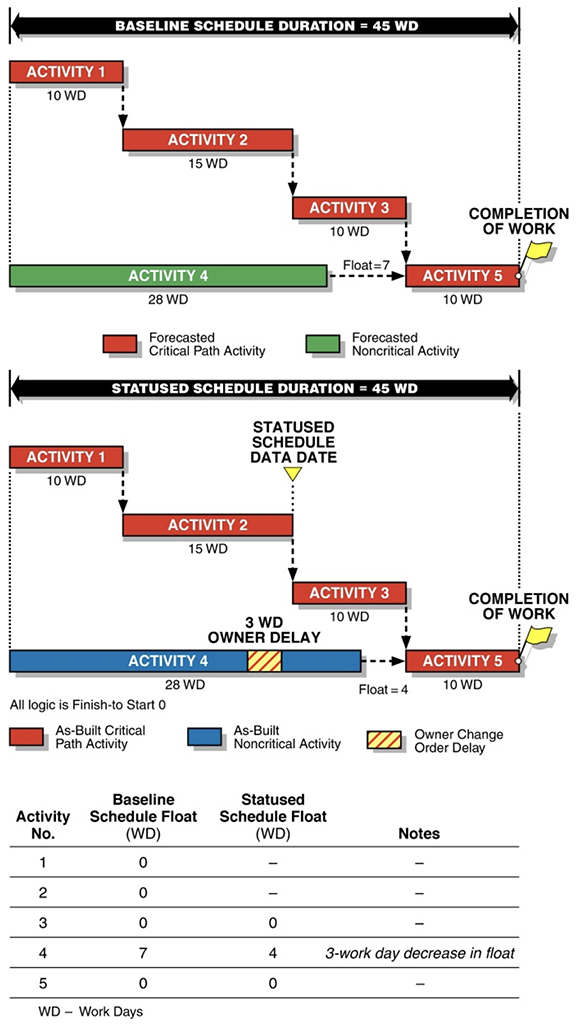 BASELINE SCHEDULE DURATION = 45 WD
ACTIVITY 1
10 WD
ACTIVITY 2
15 WD
ACTIVITY 3
10 WD
COMPLETION
OF WORK
ACTIVITY 4
28 WD
Float=7
ACTIVITY 5
10 WD
Forecasted
Critical Path Activity
Forecasted
Noncritical Activity
STATUSED SCHEDULE DURATION = 45 WD
STATUSED
SCHEDULE
DATA DATE
ACTIVITY 1
10 WD
ACTIVITY 2
15 WD
ACTIVITY 3
10 WD
COMPLETION
OF WORK
3 WD
OWNER DELAY
ACTIVITY 4
28 WD
Float=4
ACTIVITY 5
10 WD
All logic is Finish-to Start 0
As-Built Critical
Path Activity
As-Built
Noncritical Activity
Owner Change
Order Delay
Activity No. Baseline Schedule Float (WD) Statused Schedule Float (WD) Notes
1 0 – –
2 0 – –
3 0 0 –
4 7 4 3-work day decrease in float
5 0 0 –
WD – Work Days